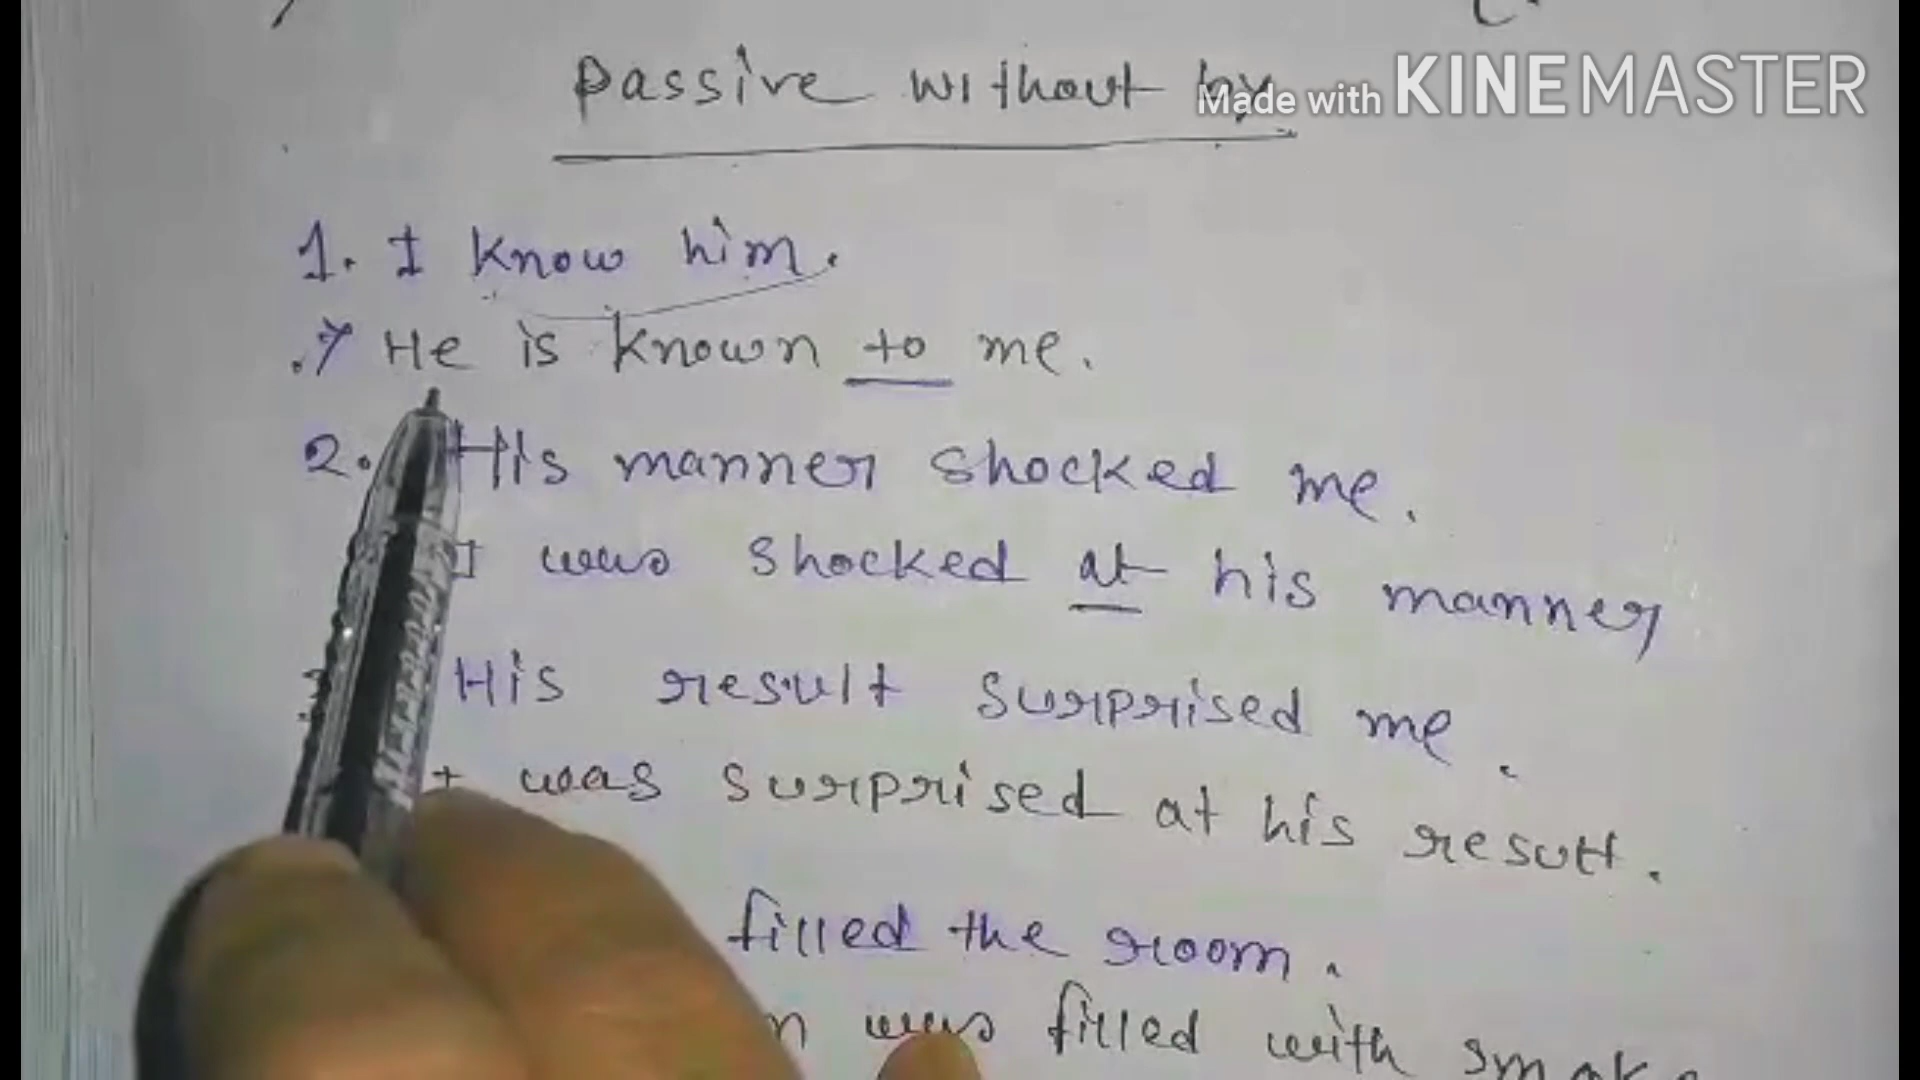 Passive without by
Made with KINEMASTER
1. I know him.
He is known to me.
2. His manner shocked me.
I was shocked at his manner
His result surprised me.
I was surprised at his result.
filled the room.
was filled with